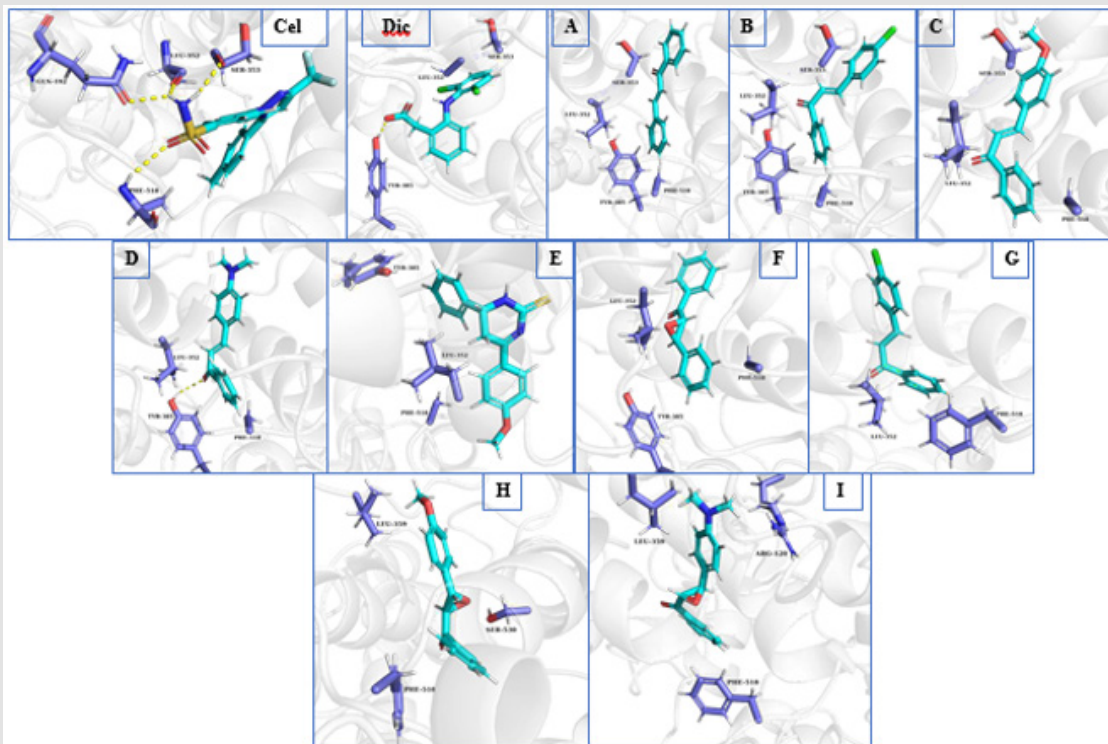 Cel
GLN-192
LEU-352
SER-353
PHE-518
Dic
SER-353
LEU-352
TYR-385
A
SER-353
LEU-352
TYR-385
PHE-518
B
SER-353
LEU-352
TYR-385
PHE-518
C
SER-353
LEU-352
PHE-518
D
LEU-352
TYR-385
PHE-518
E
TYR-385
LEU-352
PHE-518
F
LEU-352
PHE-518
TYR-385
G
LEU-352
PHE-518
H
LEU-359
SER-530
PHE-518
I
LEU-359
ARG-120
PHE-518